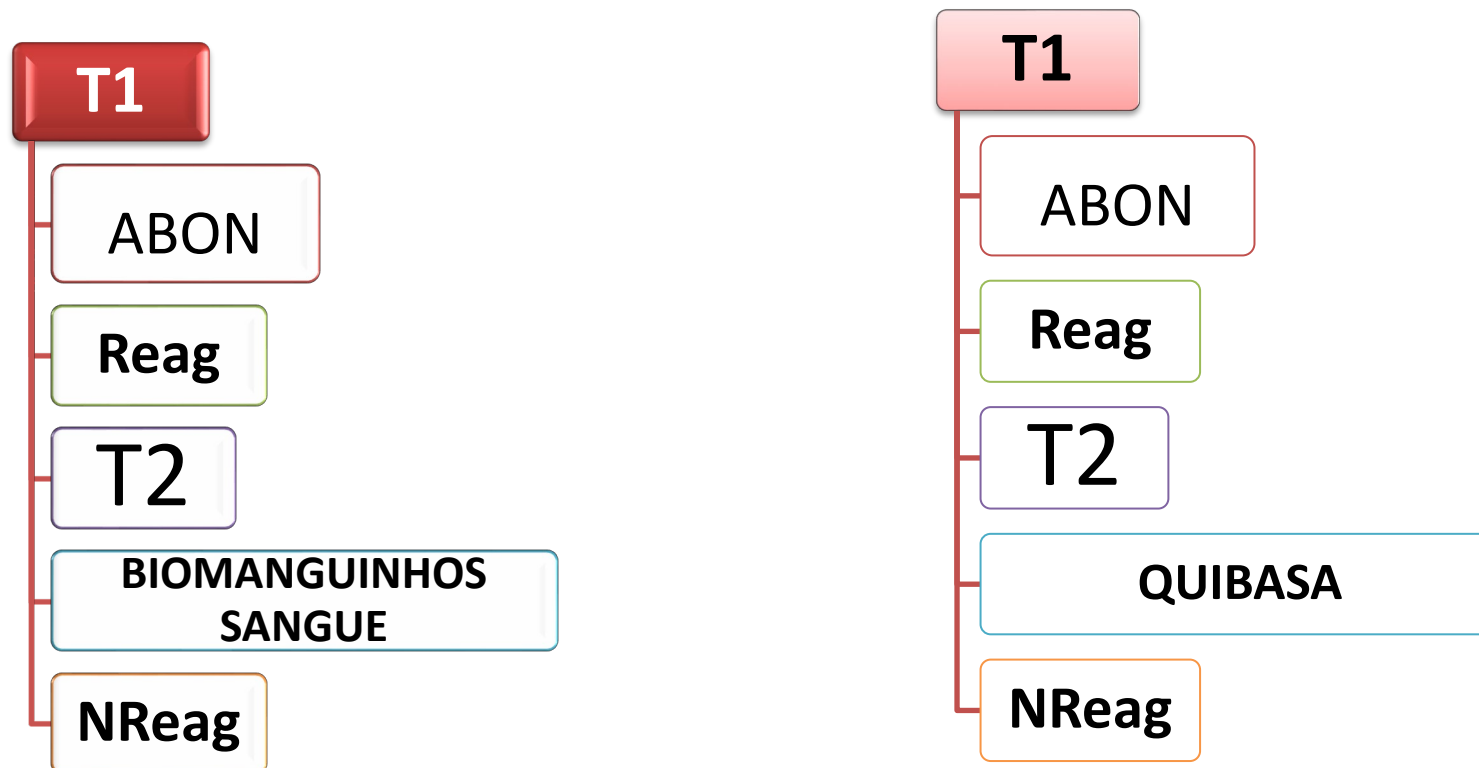 T1
ABON
Reag
T2
BIOMANGUINHOS
SANGUE
NReag
T1
ABON
Reag
T2
QUIBASA
NReag